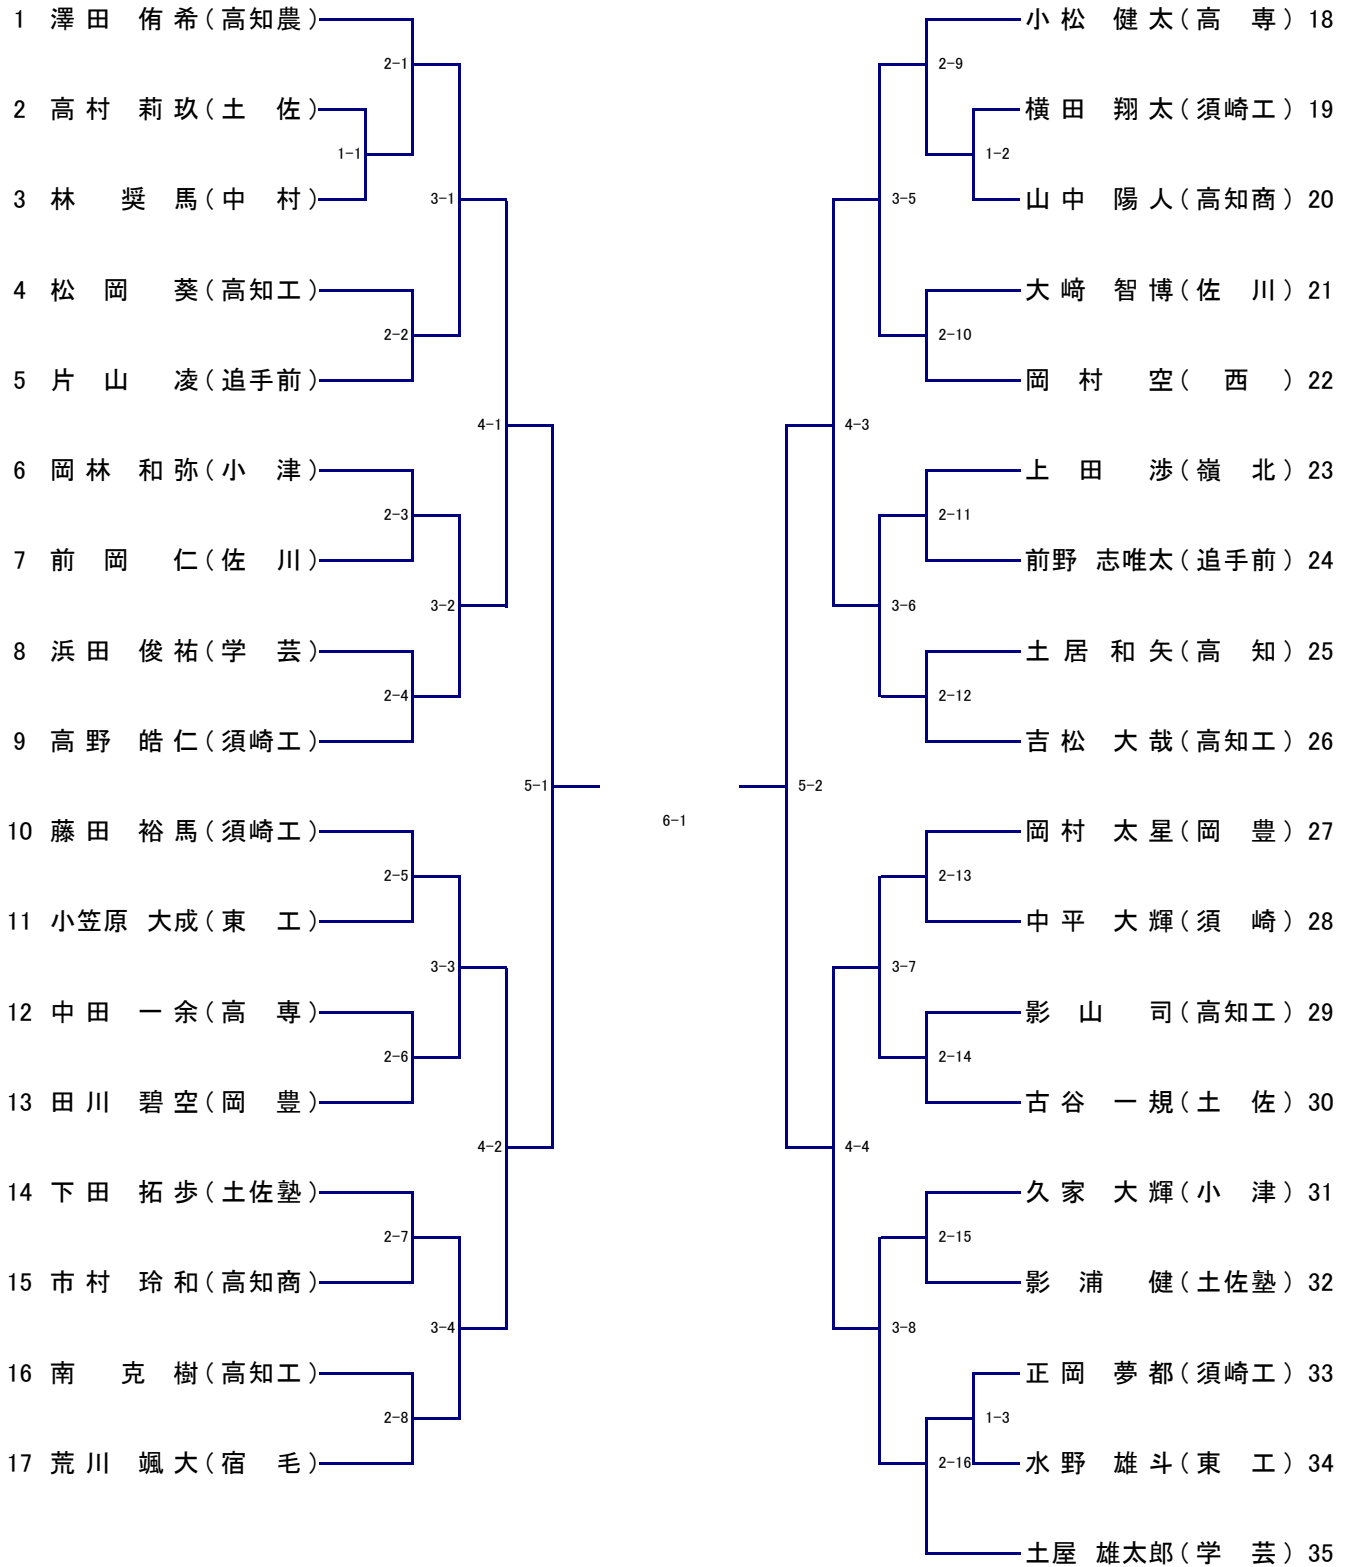 1 澤田 侑希(高知農)
2-1
2 高村 莉玖(土 佐)
1-1
3 林 奨馬(中 村)
3-1
4 松岡 葵(高知工)
2-2
5 片山 凌(追手前)
4-1
6 岡林 和弥(小 津)
2-3
7 前岡 仁(佐 川)
3-2
8 浜田 俊祐(学 芸)
2-4
9 高野 皓仁(須崎工)
5-1
10 藤田 裕馬(須崎工)
2-5
11 小笠原 大成(東 工)
3-3
12 中田 一余(高 専)
2-6
13 田川 碧空(岡 豊)
4-2
14 下田 拓歩(土佐塾)
2-7
15 市村 玲和(高知商)
3-4
16 南 克樹(高知工)
2-8
17 荒川 颯大(宿 毛)
6-1
小松 健太(高 専) 18
2-9
横田 翔太(須崎工) 19
1-2
山中 陽人(高知商) 20
3-5
大﨑 智博(佐 川) 21
2-10
岡村 空( 西 ) 22
4-3
上田 渉(嶺 北) 23
2-11
前野 志唯太(追手前) 24
3-6
土居 和矢(高 知) 25
2-12
吉松 大哉(高知工) 26
5-2
岡村 太星(岡 豊) 27
2-13
中平 大輝(須 崎) 28
3-7
影山 司(高知工) 29
2-14
古谷 一規(土 佐) 30
4-4
久家 大輝(小 津) 31
2-15
影浦 健(土佐塾) 32
3-8
正岡 夢都(須崎工) 33
1-3
水野 雄斗(東 工) 34
2-16
土屋 雄太郎(学 芸) 35